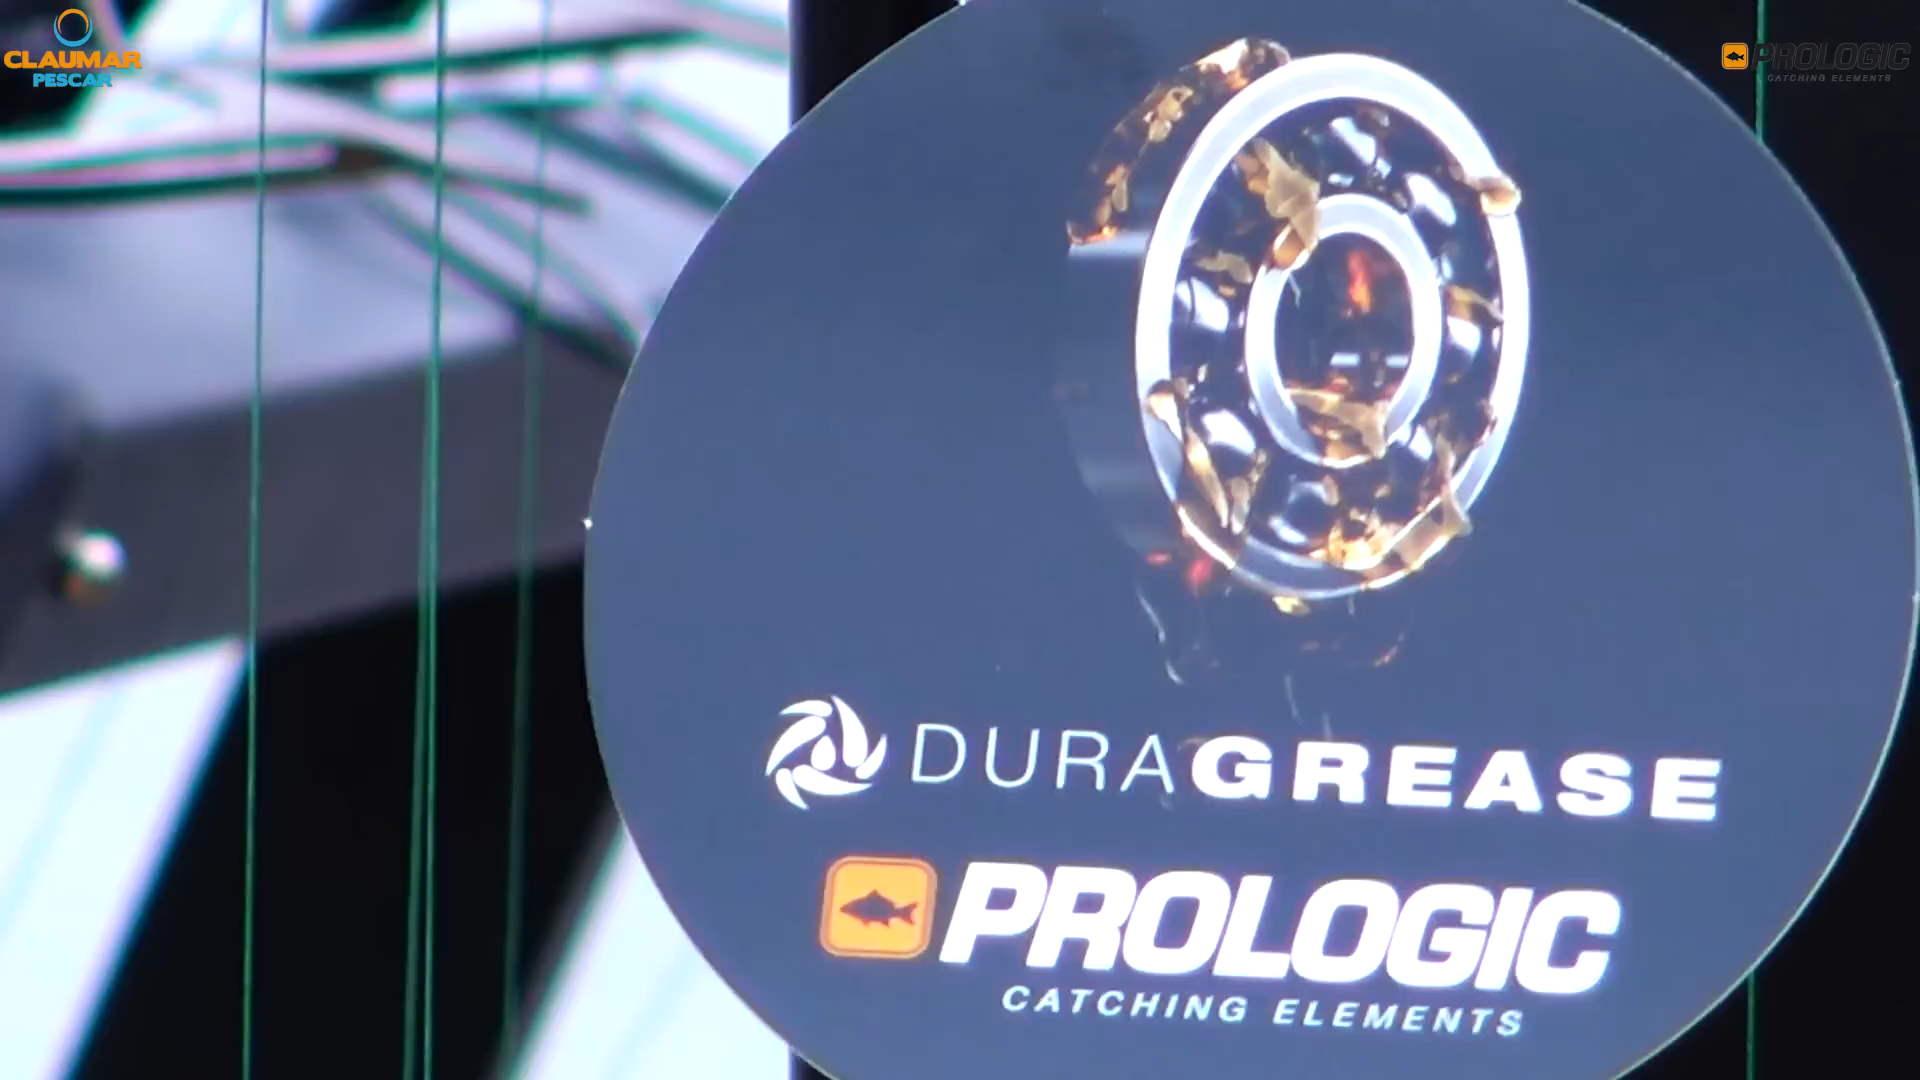 CLAUMAR
PESCAR
PROLOGIC
CATCHING ELEMENTS
DURAGREASE
PROLOGIC
CATCHING ELEMENTS